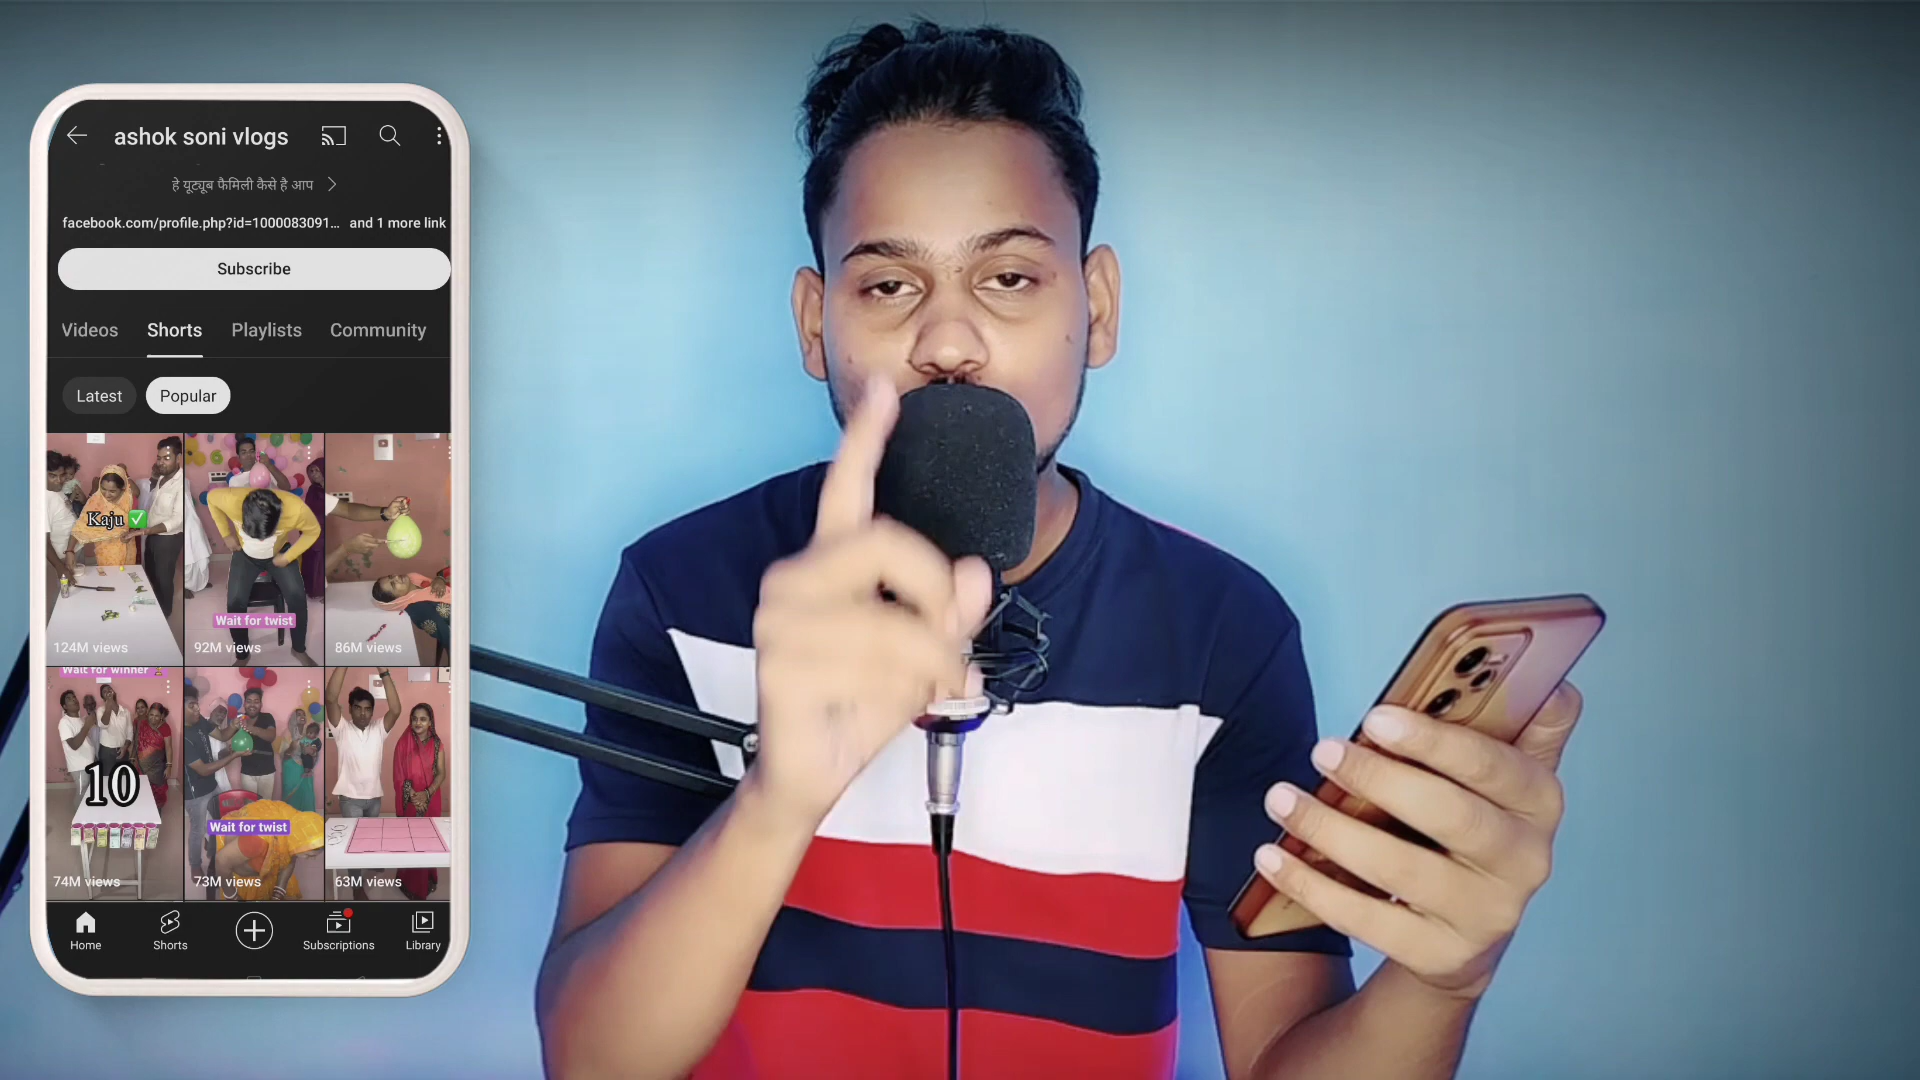 ashok soni vlogs
हे यूट्यूब फैमिली कैसे है आप
facebook.com/profile.php?id=1000083091... and 1 more link
Subscribe
Videos Shorts Playlists Community
Latest Popular
Kaju ✅
Wait for twist
124M views 92M views 86M views
Wait for winner
10
Wait for twist
74M views 73M views 63M views
Home Shorts Subscriptions Library